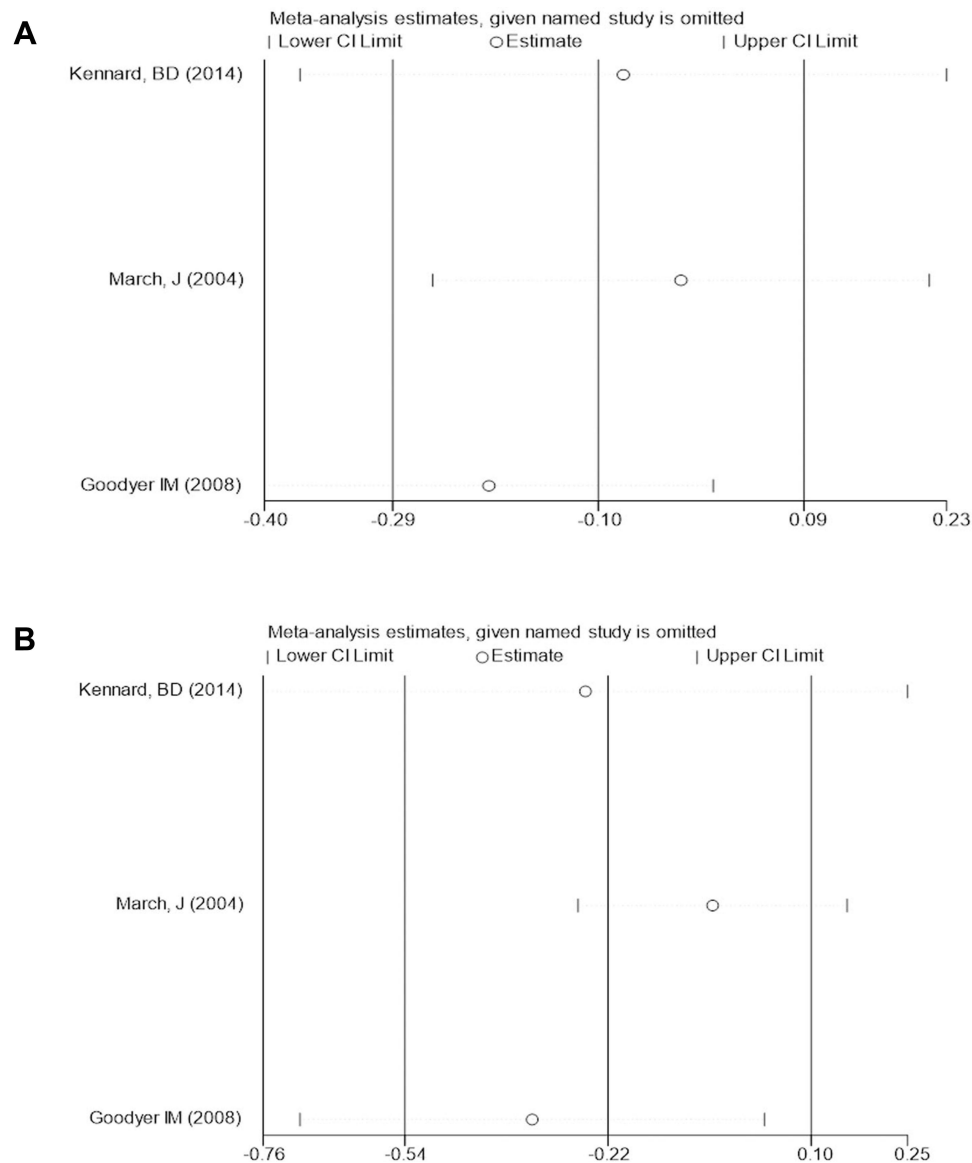 A
Meta-analysis estimates, given named study is omitted
| Lower CI Limit ○ Estimate | Upper CI Limit
Kennard, BD (2014)
March, J (2004)
Goodyer IM (2008)
-0.40 -0.29 -0.10 0.09 0.23
B
Meta-analysis estimates, given named study is omitted
| Lower CI Limit ○ Estimate | Upper CI Limit
Kennard, BD (2014)
March, J (2004)
Goodyer IM (2008)
-0.76 -0.54 -0.22 0.10 0.25